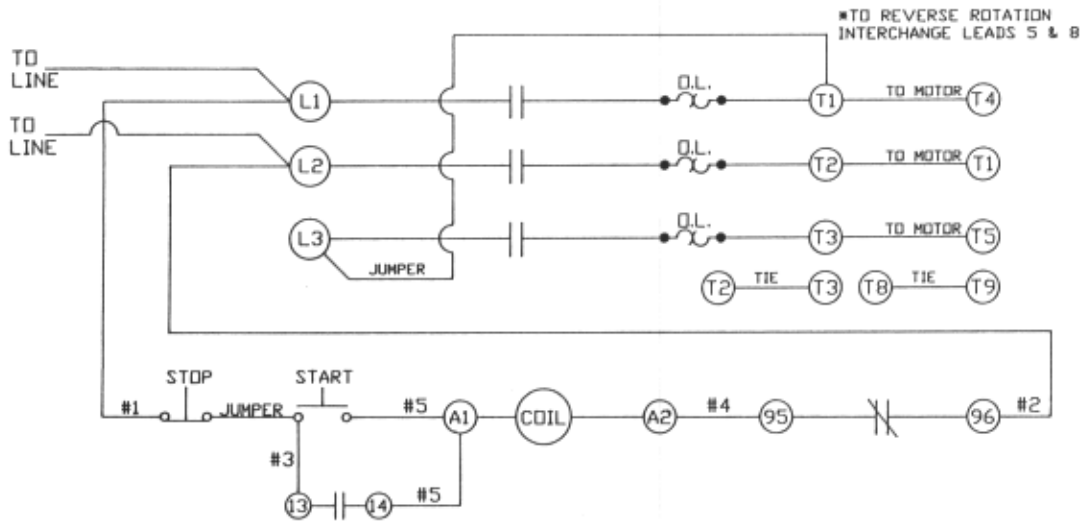 *TO REVERSE ROTATION
INTERCHANGE LEADS 5 & 8
TO
LINE
L1
O.L.
T1
TO MOTOR
T4
TO
LINE
L2
O.L.
T2
TO MOTOR
T1
L3
JUMPER
O.L.
T3
TO MOTOR
T5
T2
TIE
T3
T8
TIE
T9
STOP
START
#1
JUMPER
#5
A1
COIL
A2
#4
95
96
#2
#3
13
14
#5